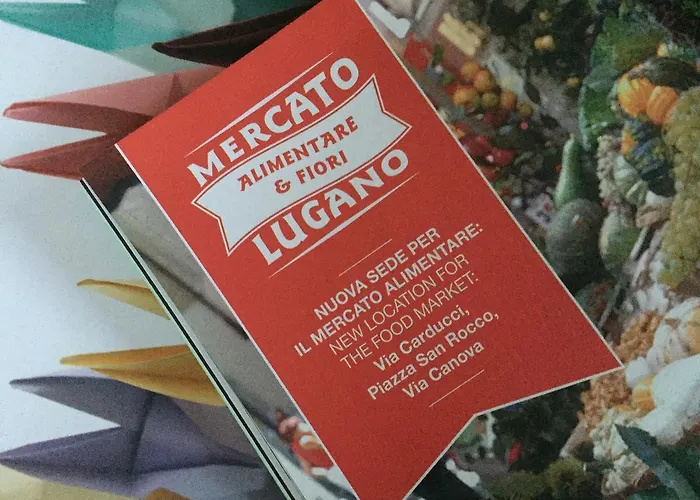 MERCATO
ALIMENTARE
& FIORI
LUGANO
NUOVA SEDE PER
IL MERCATO ALIMENTARE:
NEW LOCATION FOR
THE FOOD MARKET:
Via Carducci,
Piazza San Rocco,
Via Canova